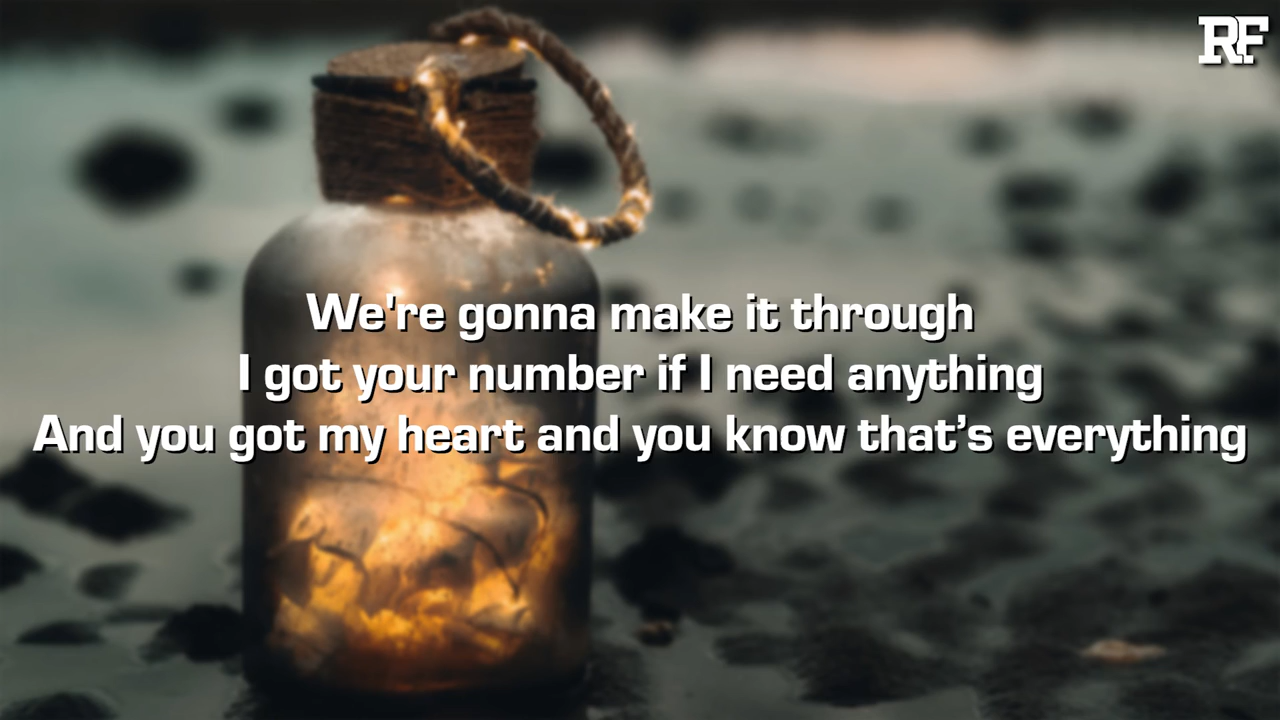 RF
We're gonna make it through
I got your number if I need anything
And you got my heart and you know that’s everything